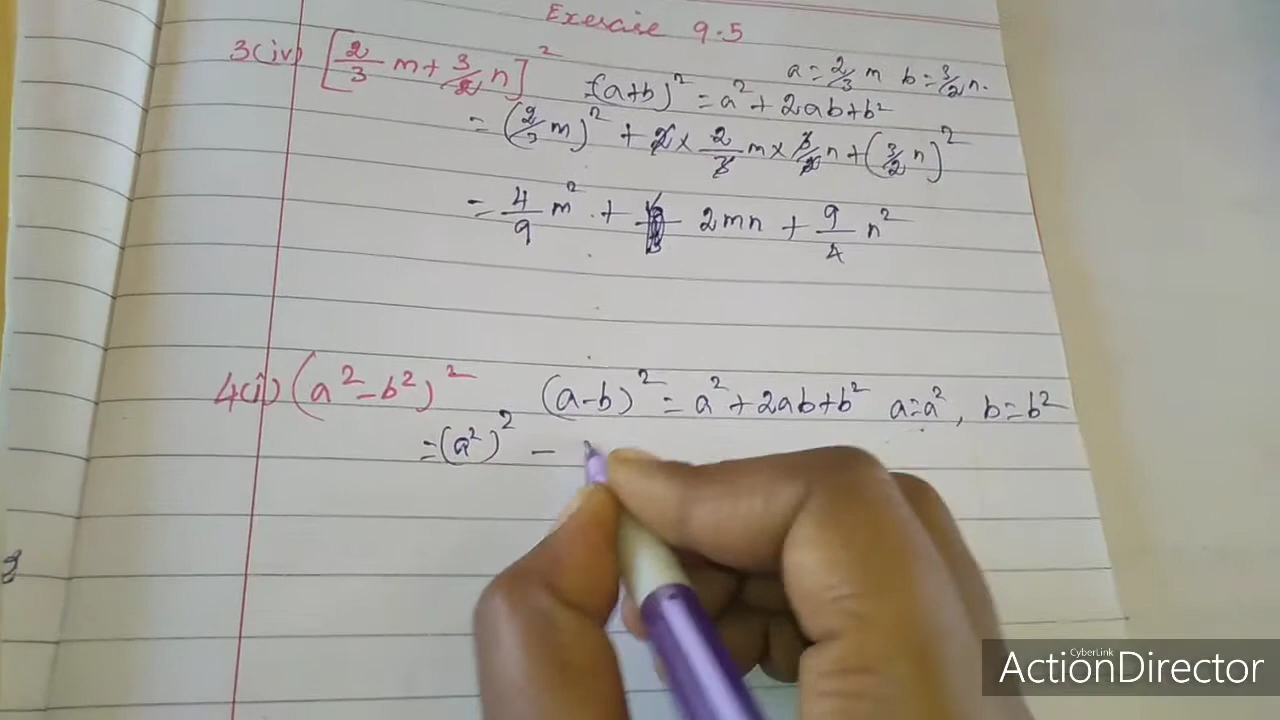 Exercise 9.5
3(iv) [2/3 m + 3/2 n]² a = 2/3 m b = 3/2 n.
(a+b)² = a² + 2ab + b²
= (2/3 m)² + 2 × 2/3 m × 3/2 n + (3/2 n)²
= 4/9 m² + 2mn + 9/4 n²
4(i) (a² - b²)² (a-b)² = a² + 2ab + b² a = a², b = b²
= (a²)² -
CyberLink
ActionDirector